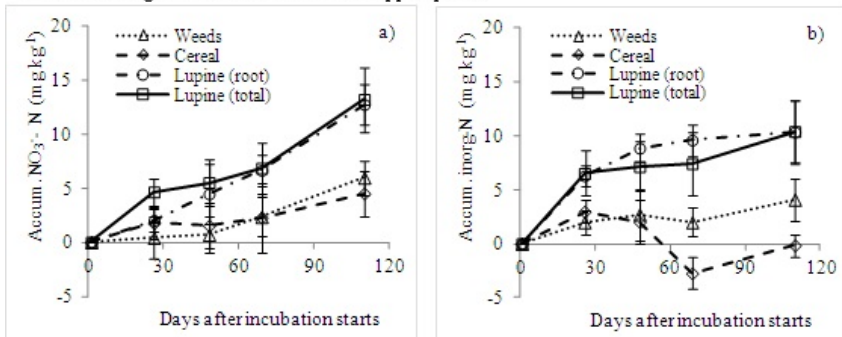 a)
Weeds
Cereal
Lupine (root)
Lupine (total)
Accum. NO₃⁻- N (mg kg⁻¹)
20
15
10
5
0
-5
0 30 60 90 120
Days after incubation starts
b)
Weeds
Cereal
Lupine (root)
Lupine (total)
Accum. inorg-N (mg kg⁻¹)
20
15
10
5
0
-5
0 30 60 90 120
Days after incubation starts